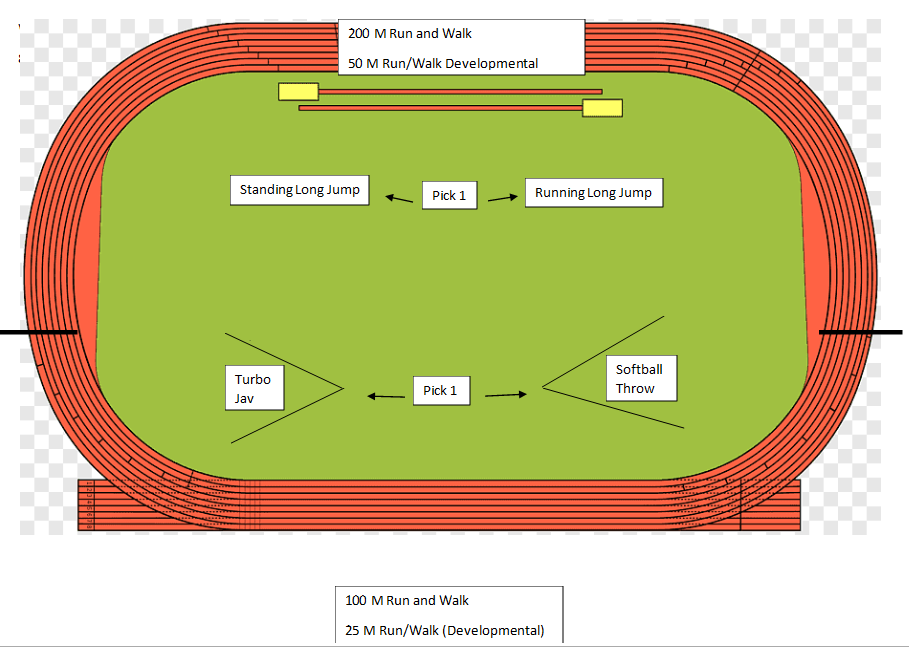 200 M Run and Walk
50 M Run/Walk Developmental
Standing Long Jump
Pick 1
Running Long Jump
Turbo
Jav
Pick 1
Softball
Throw
100 M Run and Walk
25 M Run/Walk (Developmental)